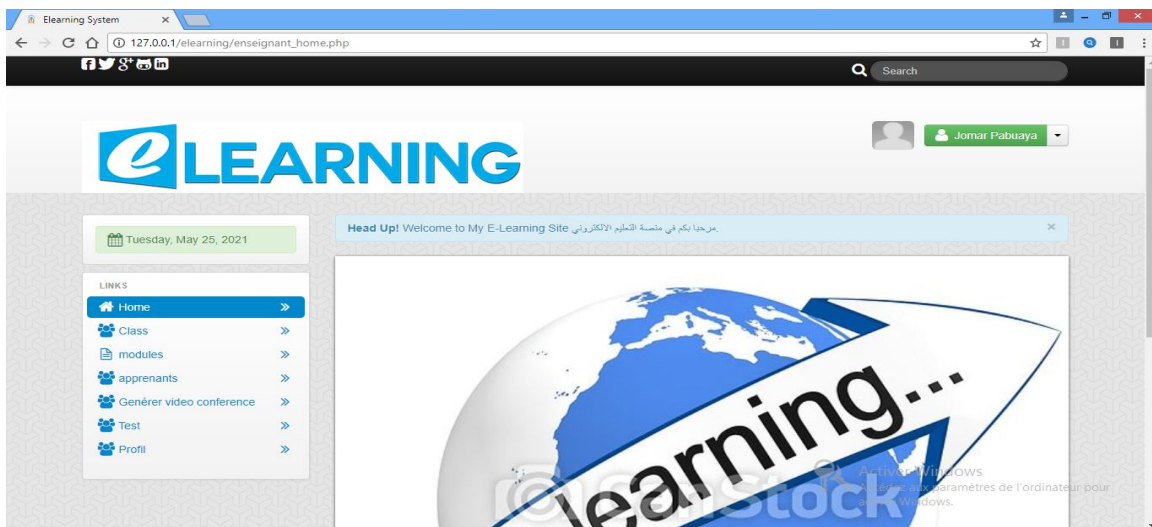 Elearning System
127.0.0.1/elearning/enseignant_home.php
Search
eLEARNING
Jomar Pabuaya
Tuesday, May 25, 2021
Head Up! Welcome to My E-Learning Site مرحبا بكم في منصة التعليم الالكتروني.
LINKS
Home
Class
modules
apprenants
Genérer video conference
Test
Profil
learning...
CanStock
Activer Windows
Accédez aux paramètres de l'ordinateur pour
Windows.